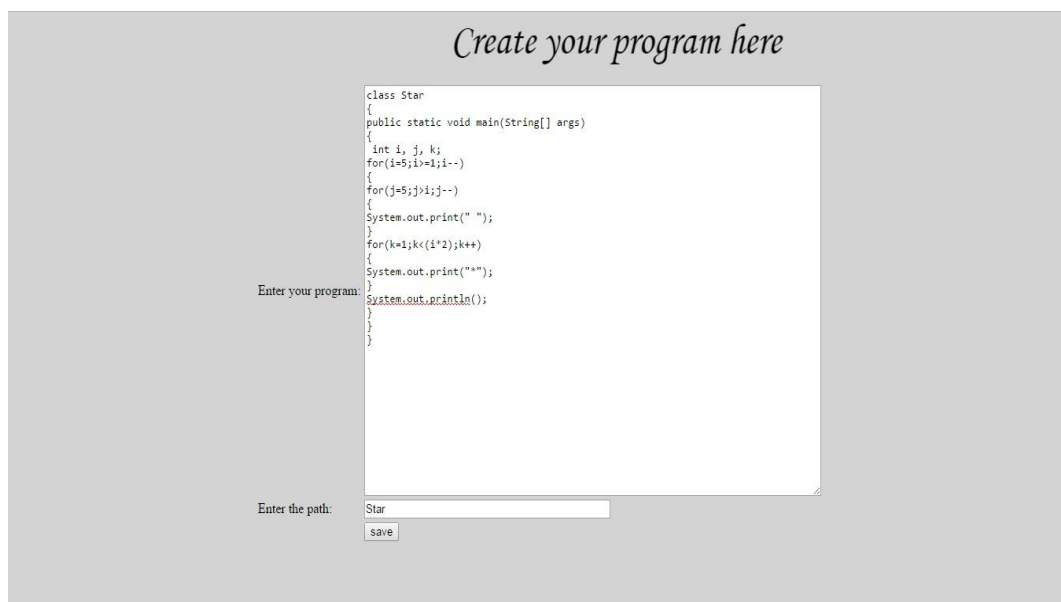 Create your program here
class Star
{
public static void main(String[] args)
{
 int i, j, k;
for(i=5;i>=1;i--)
{
for(j=5;j>i;j--)
{
System.out.print(" ");
}
for(k=1;k<(i*2);k++)
{
System.out.print("*");
}
Enter your program:
System.out.println();
}
}
}
Enter the path: Star
save